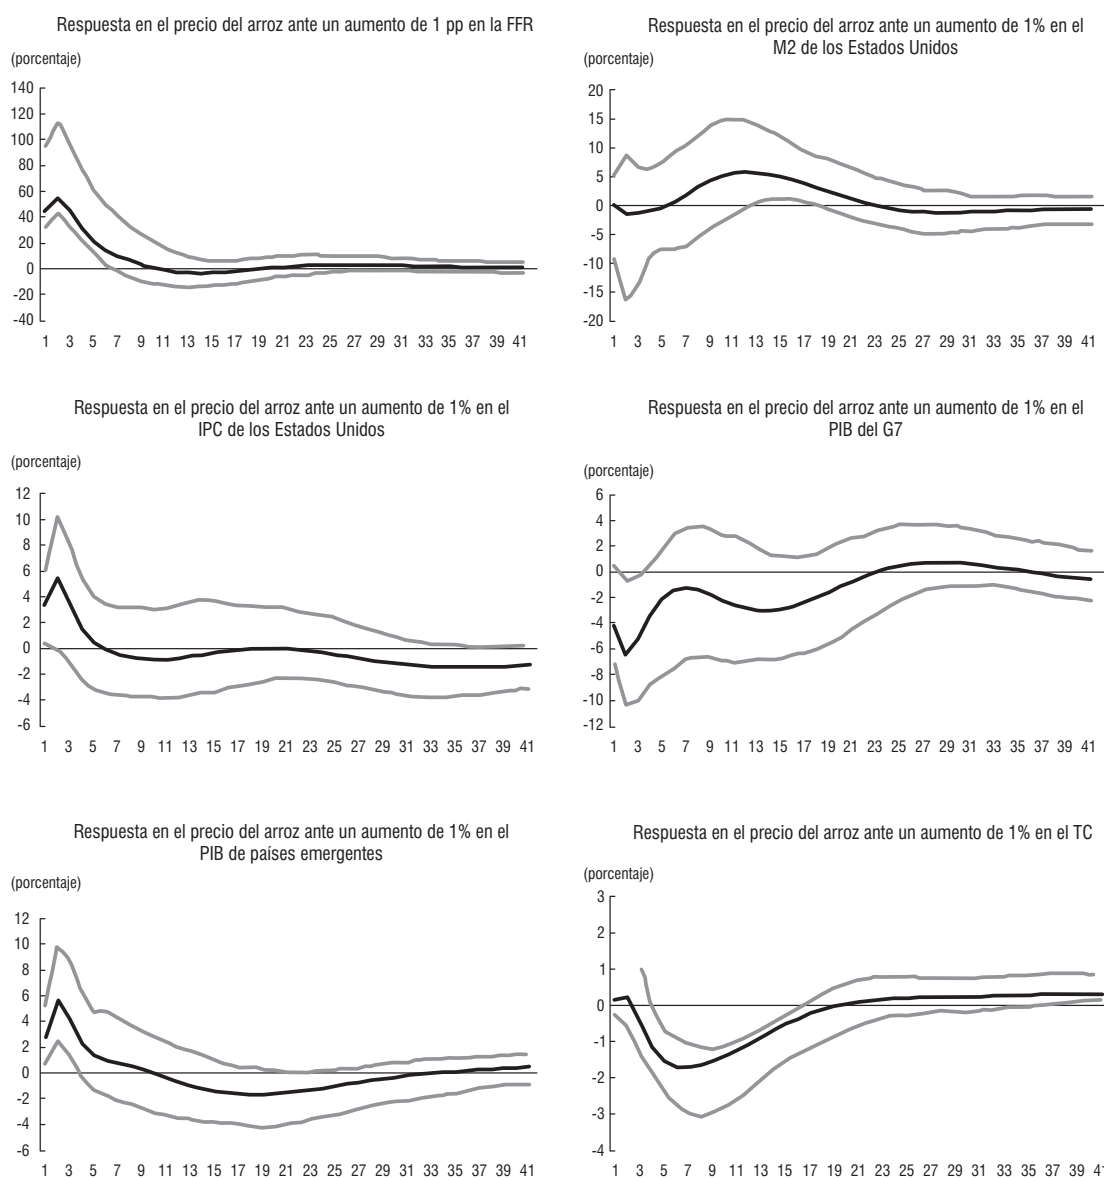 Respuesta en el precio del arroz ante un aumento de 1 pp en la FFR
(porcentaje)
140
120
100
80
60
40
20
0
-20
-40
1 3 5 7 9 11 13 15 17 19 21 23 25 27 29 31 33 35 37 39 41
Respuesta en el precio del arroz ante un aumento de 1% en el
M2 de los Estados Unidos
(porcentaje)
20
15
10
5
0
-5
-10
-15
-20
1 3 5 7 9 11 13 15 17 19 21 23 25 27 29 31 33 35 37 39 41
Respuesta en el precio del arroz ante un aumento de 1% en el
IPC de los Estados Unidos
(porcentaje)
12
10
8
6
4
2
0
-2
-4
-6
1 3 5 7 9 11 13 15 17 19 21 23 25 27 29 31 33 35 37 39 41
Respuesta en el precio del arroz ante un aumento de 1% en el
PIB del G7
(porcentaje)
6
4
2
0
-2
-4
-6
-8
-10
-12
1 3 5 7 9 11 13 15 17 19 21 23 25 27 29 31 33 35 37 39 41
Respuesta en el precio del arroz ante un aumento de 1% en el
PIB de países emergentes
(porcentaje)
12
10
8
6
4
2
0
-2
-4
-6
1 3 5 7 9 11 13 15 17 19 21 23 25 27 29 31 33 35 37 39 41
Respuesta en el precio del arroz ante un aumento de 1% en el TC
(porcentaje)
3
2
1
0
-1
-2
-3
-4
1 3 5 7 9 11 13 15 17 19 21 23 25 27 29 31 33 35 37 39 41